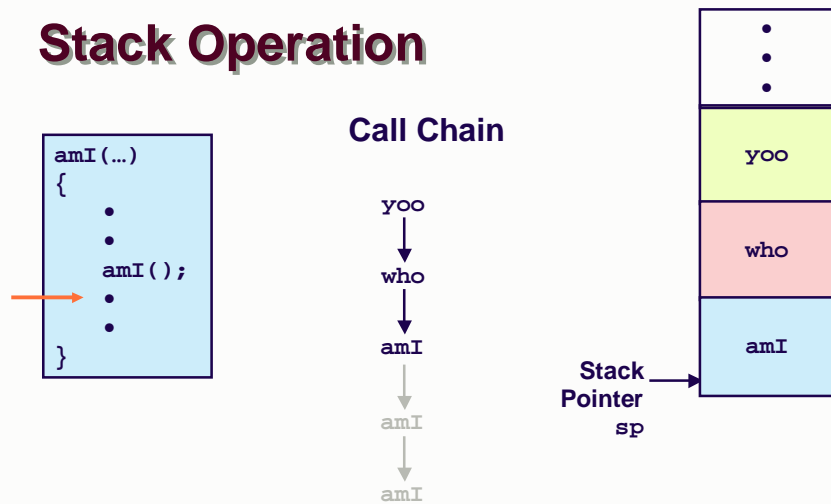 Stack Operation
amI(…)
{
•
•
amI();
•
•
}
Call Chain
yoo
who
amI
amI
amI
•
•
•
yoo
who
amI
Stack
Pointer
sp